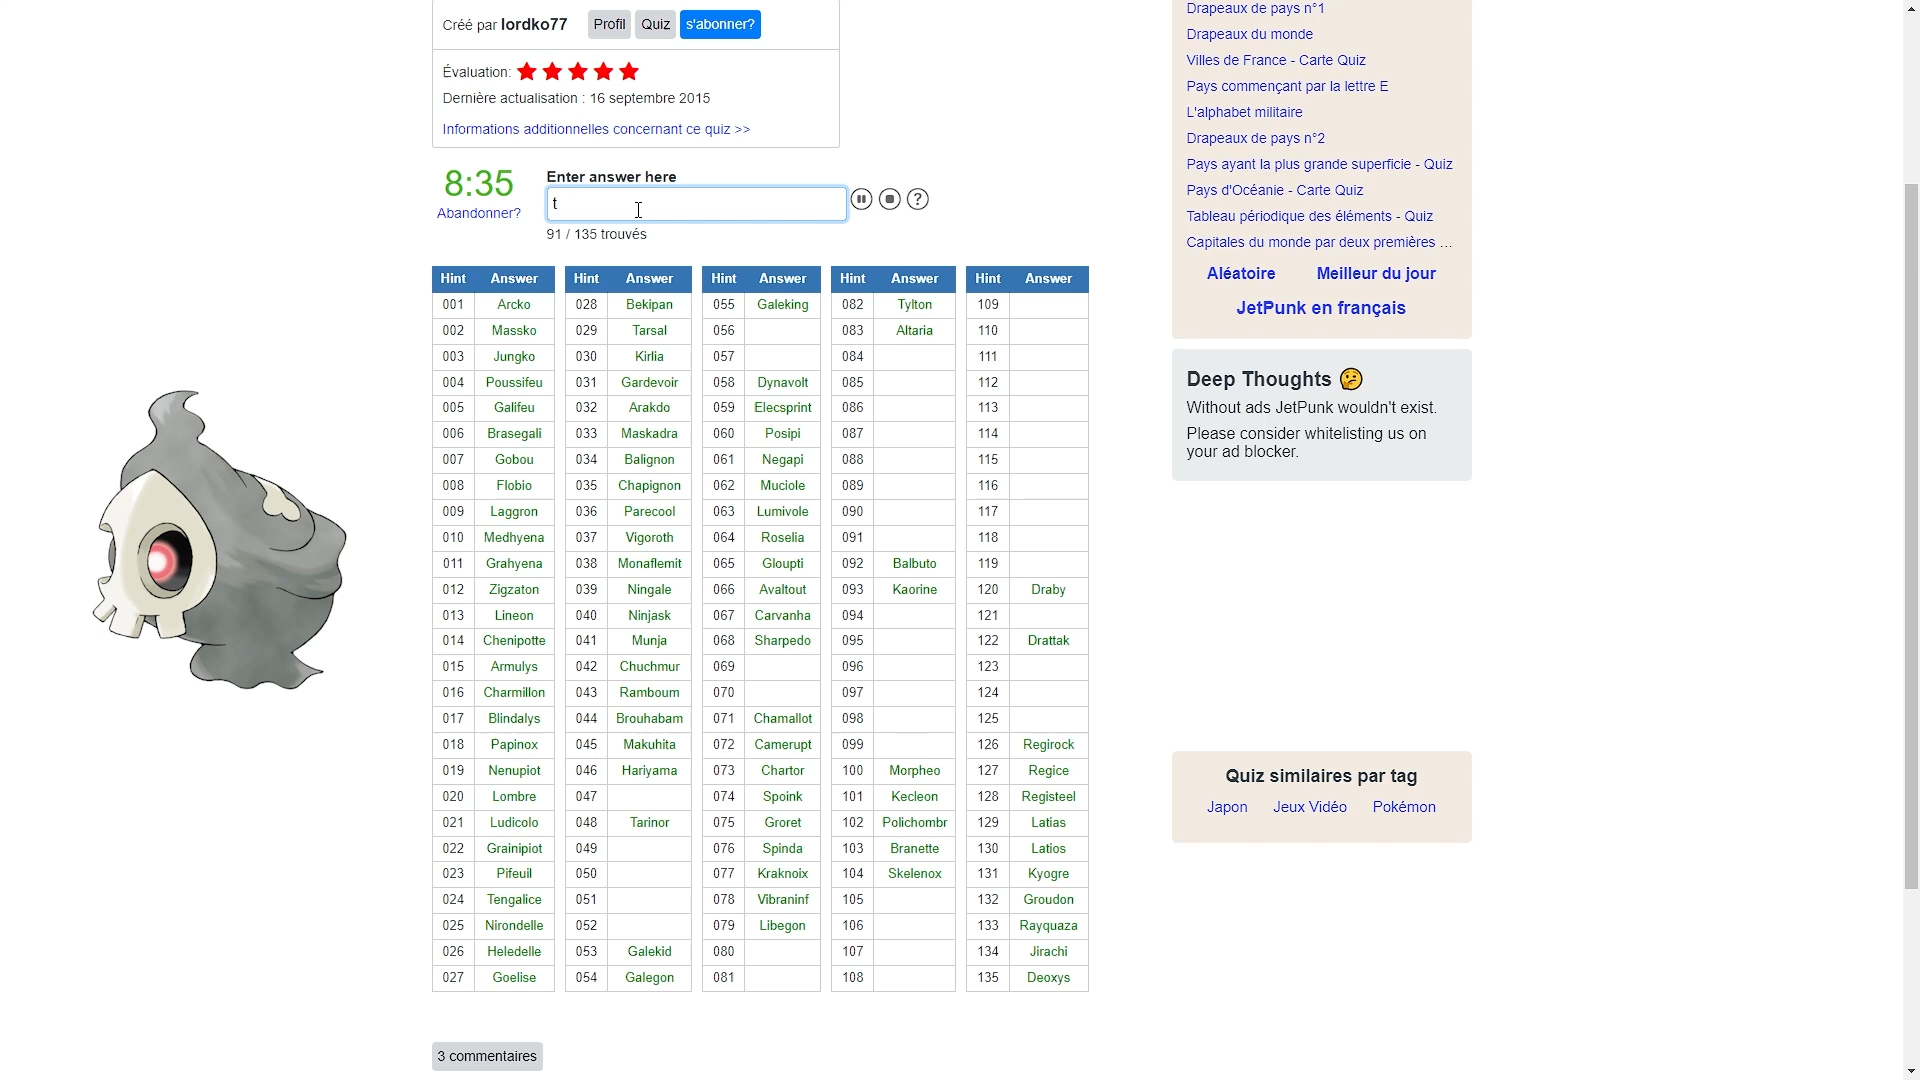 Créé par lordko77 Profil Quiz s'abonner?
Évaluation:
Dernière actualisation : 16 septembre 2015
Informations additionnelles concernant ce quiz >>
8:35
Abandonner?
Enter answer here
t
?
91 / 135 trouvés
Hint Answer Hint Answer Hint Answer Hint Answer Hint Answer
001 Arcko 028 Bekipan 055 Galeking 082 Tylton 109
002 Massko 029 Tarsal 056 083 Altaria 110
003 Jungko 030 Kirlia 057 084 111
004 Poussifeu 031 Gardevoir 058 Dynavolt 085 112
005 Galifeu 032 Arakdo 059 Elecsprint 086 113
006 Brasegali 033 Maskadra 060 Posipi 087 114
007 Gobou 034 Balignon 061 Negapi 088 115
008 Flobio 035 Chapignon 062 Muciole 089 116
009 Laggron 036 Parecool 063 Lumivole 090 117
010 Medhyena 037 Vigoroth 064 Roselia 091 118
011 Grahyena 038 Monaflemit 065 Gloupti 092 Balbuto 119
012 Zigzaton 039 Ningale 066 Avaltout 093 Kaorine 120 Draby
013 Lineon 040 Ninjask 067 Carvanha 094 121
014 Chenipotte 041 Munja 068 Sharpedo 095 122 Drattak
015 Armulys 042 Chuchmur 069 096 123
016 Charmillon 043 Ramboum 070 097 124
017 Blindalys 044 Brouhabam 071 Chamallot 098 125
018 Papinox 045 Makuhita 072 Camerupt 099 126 Regirock
019 Nenupiot 046 Hariyama 073 Chartor 100 Morpheo 127 Regice
020 Lombre 047 074 Spoink 101 Kecleon 128 Registeel
021 Ludicolo 048 Tarinor 075 Groret 102 Polichombr 129 Latias
022 Grainipiot 049 076 Spinda 103 Branette 130 Latios
023 Pifeuil 050 077 Kraknoix 104 Skelenox 131 Kyogre
024 Tengalice 051 078 Vibraninf 105 132 Groudon
025 Nirondelle 052 079 Libegon 106 133 Rayquaza
026 Heledelle 053 Galekid 080 107 134 Jirachi
027 Goelise 054 Galegon 081 108 135 Deoxys
3 commentaires
Drapeaux de pays n°1
Drapeaux du monde
Villes de France - Carte Quiz
Pays commençant par la lettre E
L'alphabet militaire
Drapeaux de pays n°2
Pays ayant la plus grande superficie - Quiz
Pays d'Océanie - Carte Quiz
Tableau périodique des éléments - Quiz
Capitales du monde par deux premières ...
Aléatoire Meilleur du jour
JetPunk en français
Deep Thoughts
Without ads JetPunk wouldn't exist.
Please consider whitelisting us on
your ad blocker.
Quiz similaires par tag
Japon Jeux Vidéo Pokémon